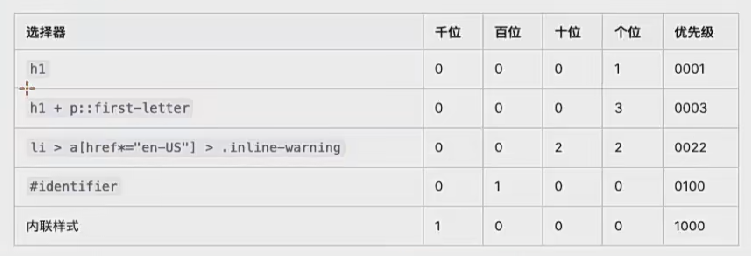 选择器 千位 百位 十位 个位 优先级
h1 0 0 0 1 0001
h1 + p::first-letter 0 0 0 3 0003
li > a[href*="en-US"] > .inline-warning 0 0 2 2 0022
#identifier 0 1 0 0 0100
内联样式 1 0 0 0 1000